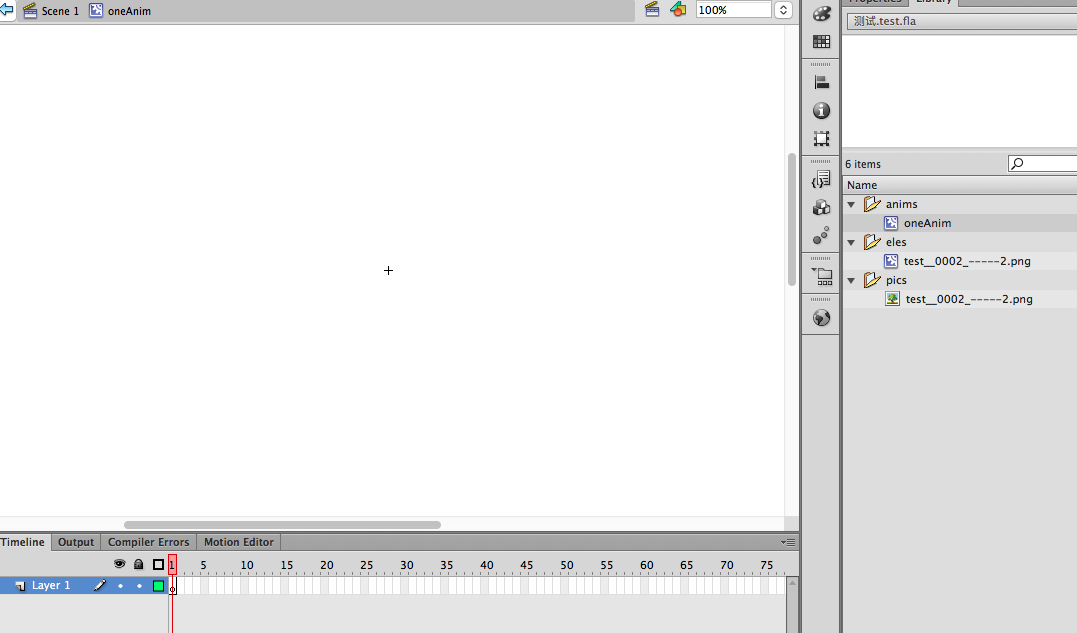 Scene 1 oneAnim 100%
Properties Library
测试.test.fla
6 items
Name
anims
oneAnim
eles
test__0002_-----2.png
pics
test__0002_-----2.png
Timeline Output Compiler Errors Motion Editor
1 5 10 15 20 25 30 35 40 45 50 55 60 65 70 75
Layer 1